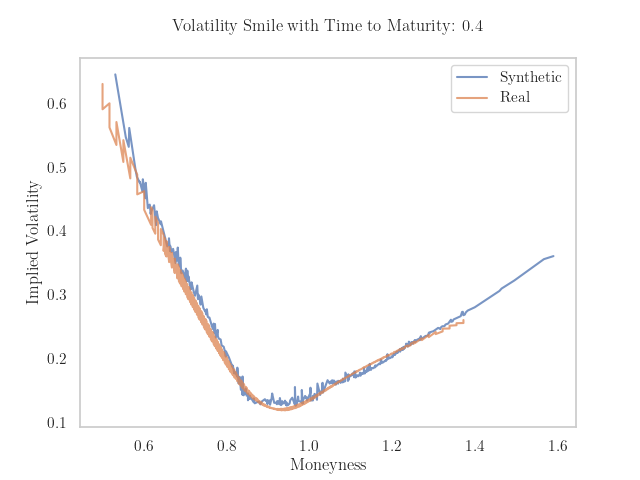 Volatility Smile with Time to Maturity: 0.4
Synthetic
Real
0.6
0.5
0.4
0.3
0.2
0.1
Implied Volatility
0.6
0.8
1.0
1.2
1.4
1.6
Moneyness